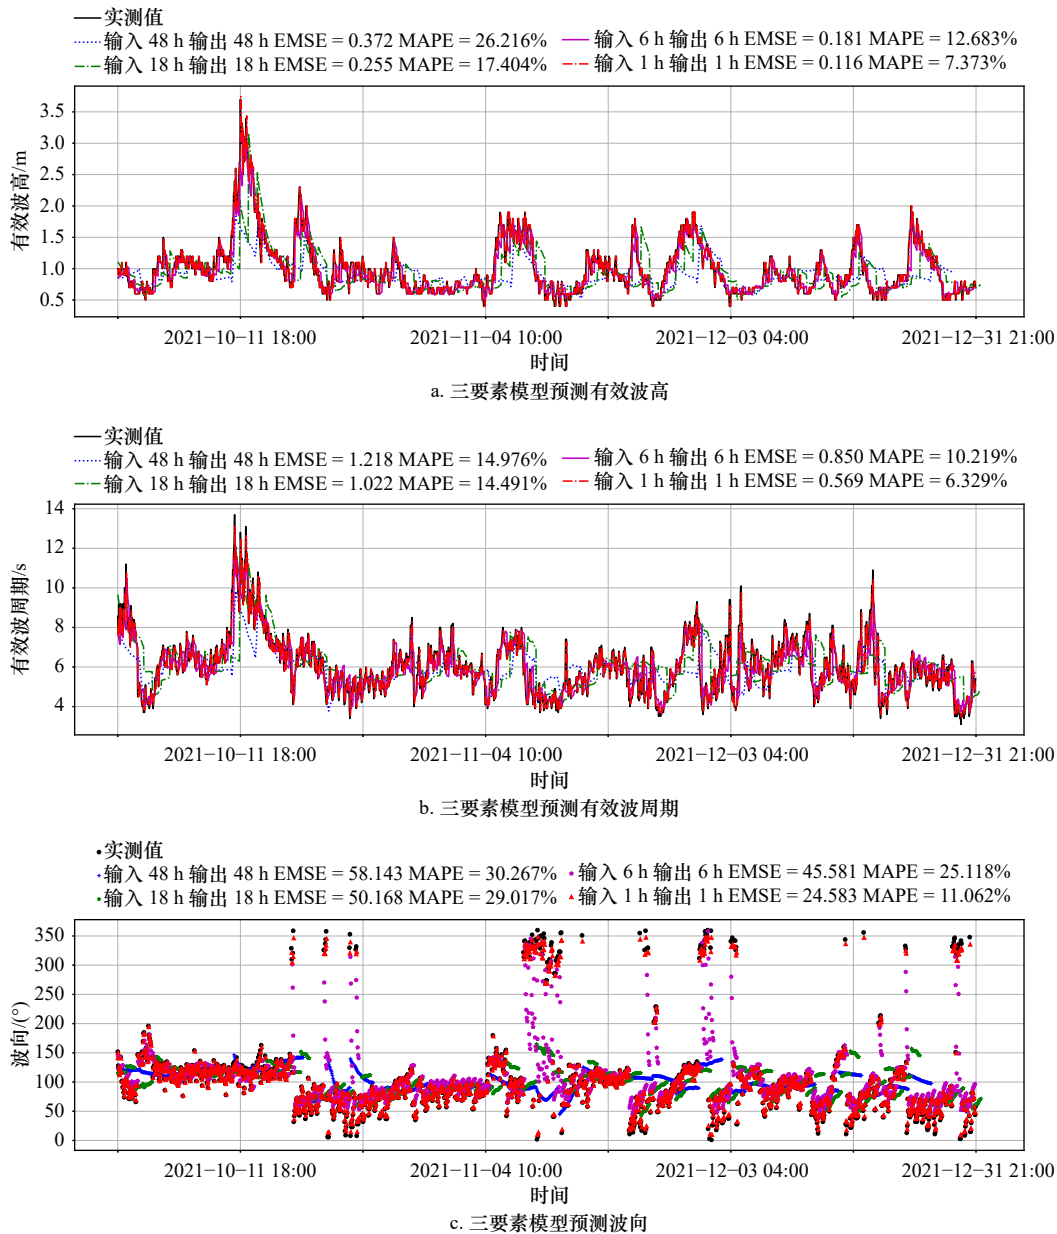 实测值
输入 48 h 输出 48 h EMSE = 0.372 MAPE = 26.216% 输入 6 h 输出 6 h EMSE = 0.181 MAPE = 12.683%
输入 18 h 输出 18 h EMSE = 0.255 MAPE = 17.404% 输入 1 h 输出 1 h EMSE = 0.116 MAPE = 7.373%
有效波高/m
3.5
3.0
2.5
2.0
1.5
1.0
0.5
2021−10−11 18:00 2021−11−04 10:00 2021−12−03 04:00 2021−12−31 21:00
时间
a. 三要素模型预测有效波高
实测值
输入 48 h 输出 48 h EMSE = 1.218 MAPE = 14.976% 输入 6 h 输出 6 h EMSE = 0.850 MAPE = 10.219%
输入 18 h 输出 18 h EMSE = 1.022 MAPE = 14.491% 输入 1 h 输出 1 h EMSE = 0.569 MAPE = 6.329%
有效波周期/s
14
12
10
8
6
4
2021−10−11 18:00 2021−11−04 10:00 2021−12−03 04:00 2021−12−31 21:00
时间
b. 三要素模型预测有效波周期
实测值
输入 48 h 输出 48 h EMSE = 58.143 MAPE = 30.267% 输入 6 h 输出 6 h EMSE = 45.581 MAPE = 25.118%
输入 18 h 输出 18 h EMSE = 50.168 MAPE = 29.017% 输入 1 h 输出 1 h EMSE = 24.583 MAPE = 11.062%
波向/(°)
350
300
250
200
150
100
50
0
2021−10−11 18:00 2021−11−04 10:00 2021−12−03 04:00 2021−12−31 21:00
时间
c. 三要素模型预测波向